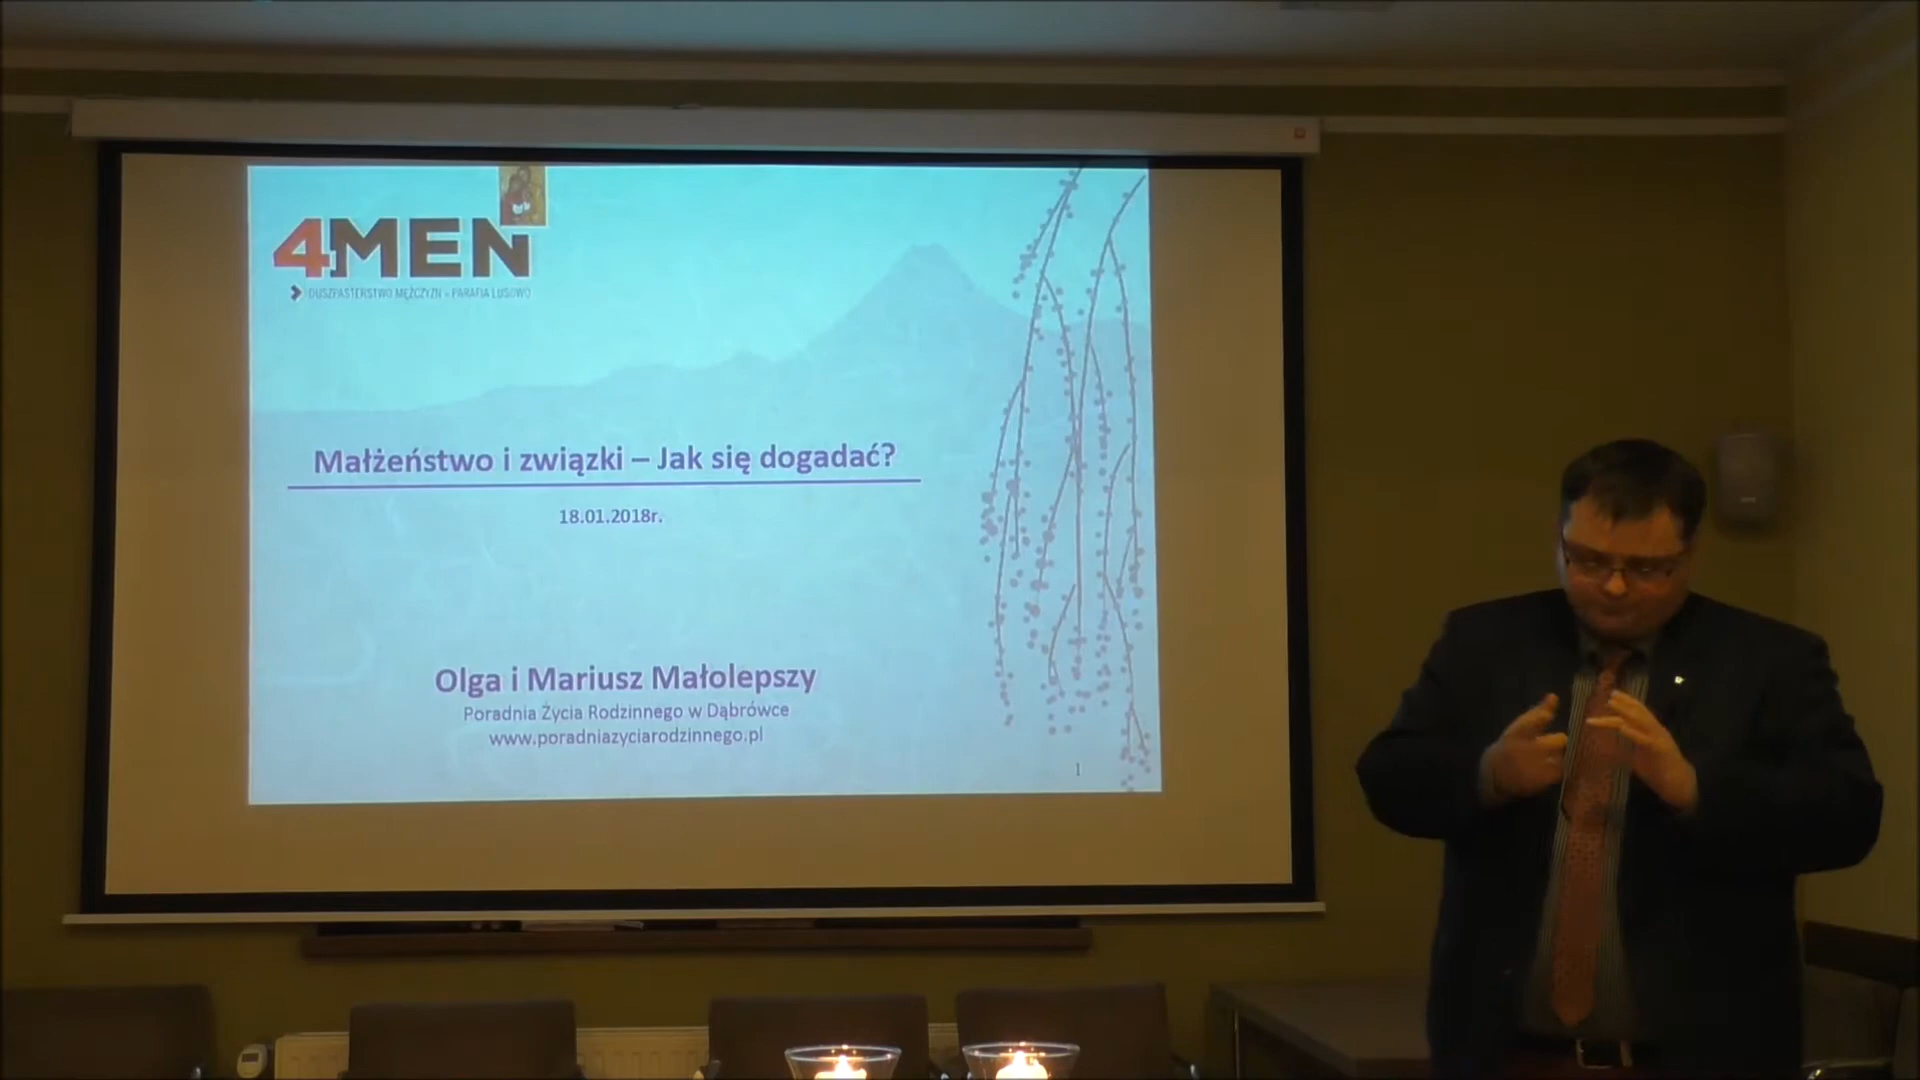 4MEN
DUSZPASTERSTWO MĘŻCZYZN – PARAFIA LUSOWO
Małżeństwo i związki – Jak się dogadać?
18.01.2018r.
Olga i Mariusz Małolepszy
Poradnia Życia Rodzinnego w Dąbrówce
www.poradniazyciarodzinnego.pl
1